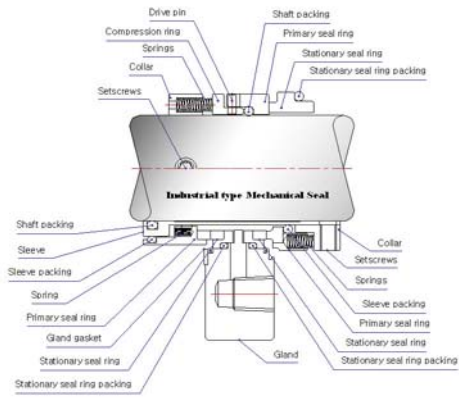 Drive pin
Shaft packing
Compression ring
Primary seal ring
Springs
Stationary seal ring
Collar
Stationary seal ring packing
Setscrews
Industrial type Mechanical Seal
Shaft packing
Sleeve
Sleeve packing
Spring
Primary seal ring
Gland gasket
Stationary seal ring
Stationary seal ring packing
Collar
Setscrews
Springs
Sleeve packing
Primary seal ring
Stationary seal ring
Stationary seal ring packing
Gland